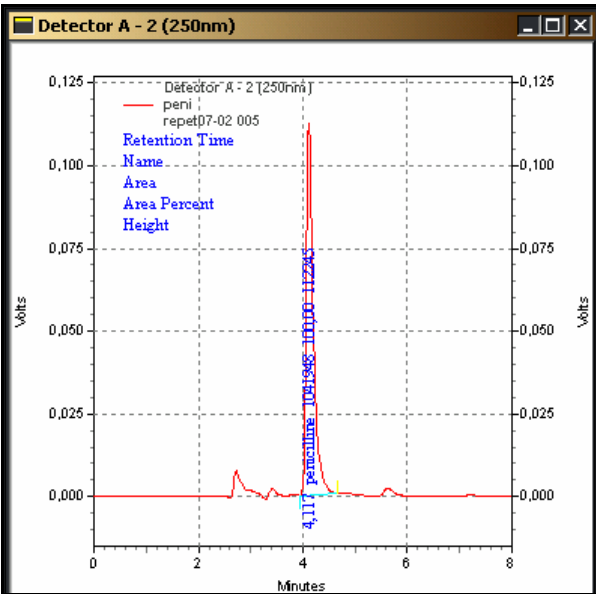 Detector A - 2 (250nm)
Detector A - 2 (250nm)
peni
repet07-02 005
Retention Time
Name
Area
Area Percent
Height
0,125
0,100
0,075
0,050
0,025
0,000
0,125
0,100
0,075
0,050
0,025
0,000
Volts
Volts
4,117 penicilline 1041948 100,00 112245
0
2
4
6
8
Minutes